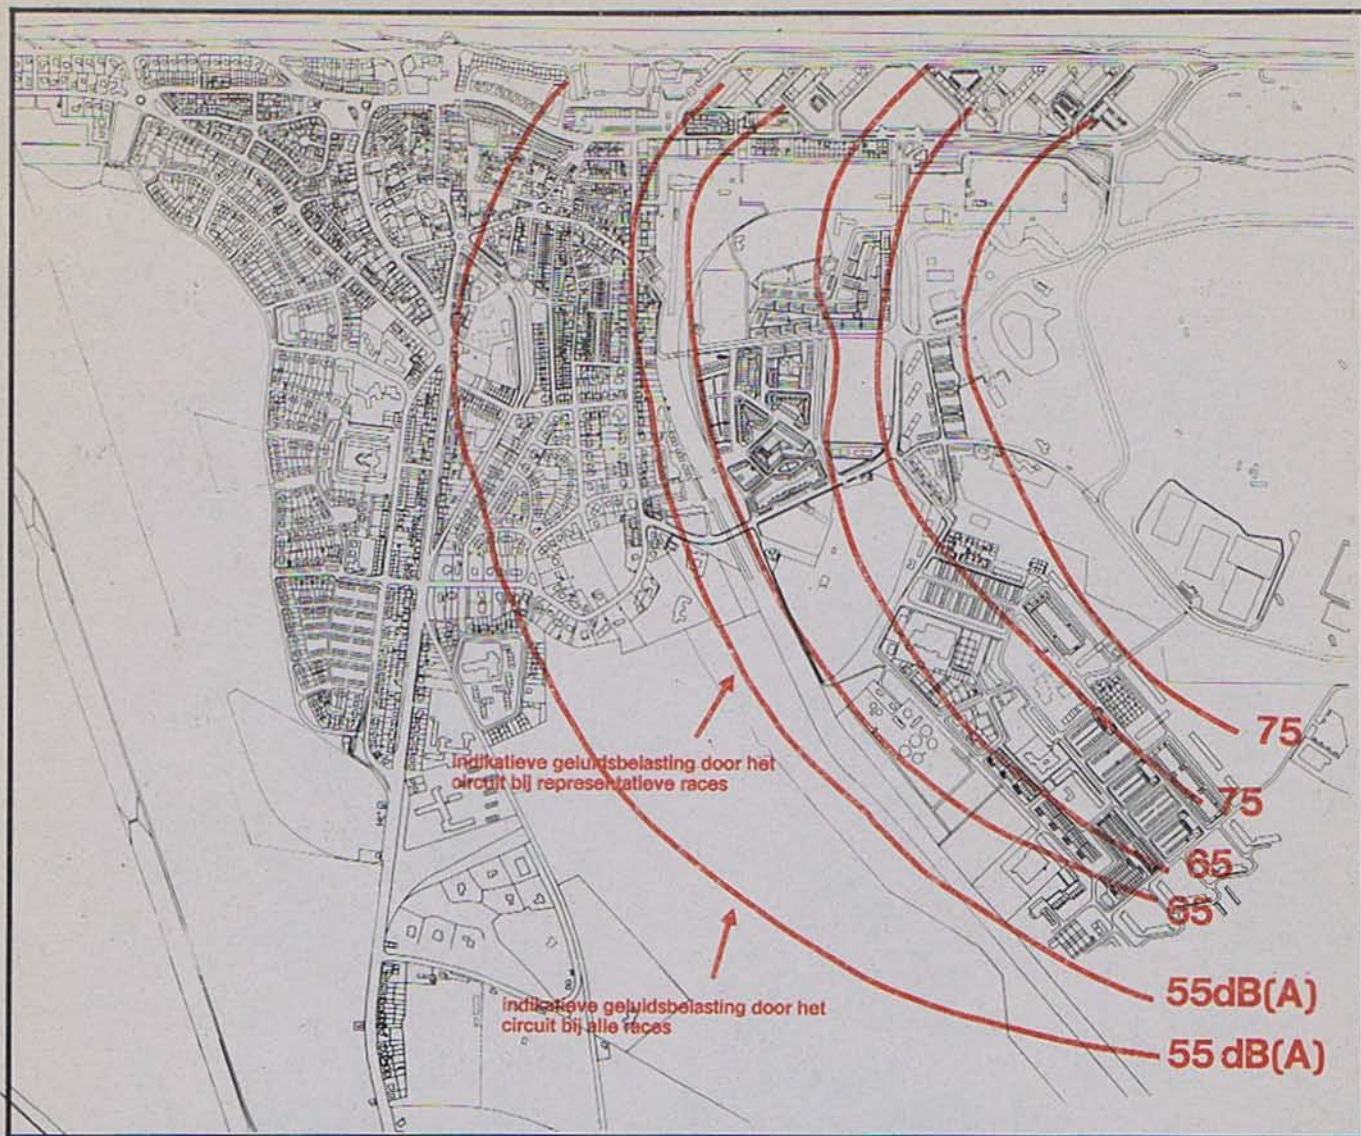 indikatieve geluidsbelasting door het
circuit bij representatieve races
75
75
65
65
indikatieve geluidsbelasting door het
circuit bij alle races
55dB(A)
55 dB(A)